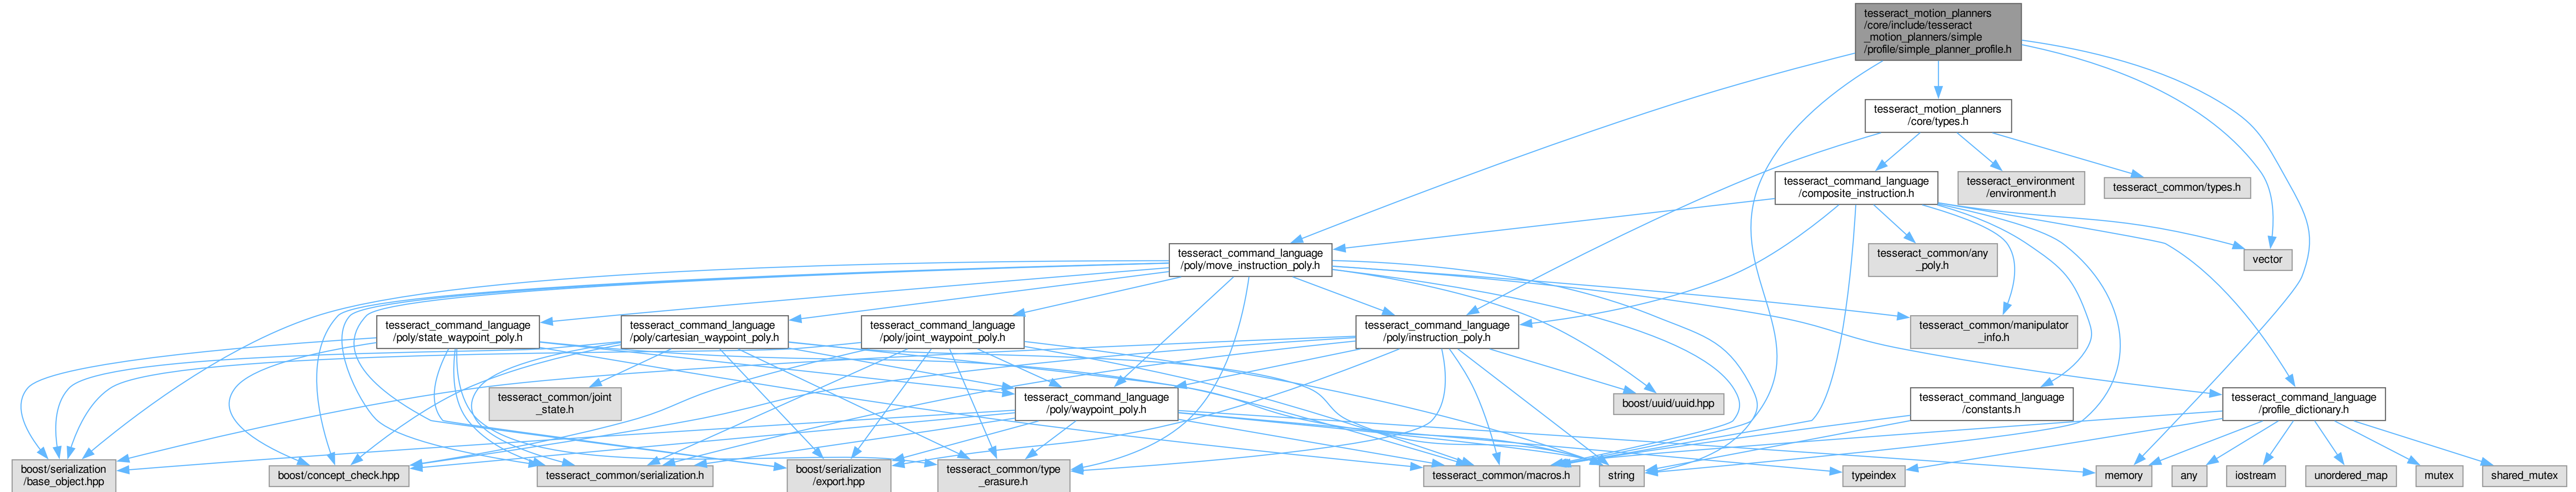 tesseract_motion_planners
/core/include/tesseract
_motion_planners/simple
/profile/simple_planner_profile.h
tesseract_motion_planners
/core/types.h
tesseract_command_language
/composite_instruction.h
tesseract_environment
/environment.h
tesseract_common/types.h
tesseract_command_language
/poly/move_instruction_poly.h
tesseract_common/any
_poly.h
vector
tesseract_command_language
/poly/state_waypoint_poly.h
tesseract_command_language
/poly/cartesian_waypoint_poly.h
tesseract_command_language
/poly/joint_waypoint_poly.h
tesseract_command_language
/poly/instruction_poly.h
tesseract_common/manipulator
_info.h
tesseract_common/joint
_state.h
tesseract_command_language
/poly/waypoint_poly.h
boost/uuid/uuid.hpp
tesseract_command_language
/constants.h
tesseract_command_language
/profile_dictionary.h
boost/serialization
/base_object.hpp
boost/concept_check.hpp
tesseract_common/serialization.h
boost/serialization
/export.hpp
tesseract_common/type
_erasure.h
tesseract_common/macros.h
string
typeindex
memory
any
iostream
unordered_map
mutex
shared_mutex